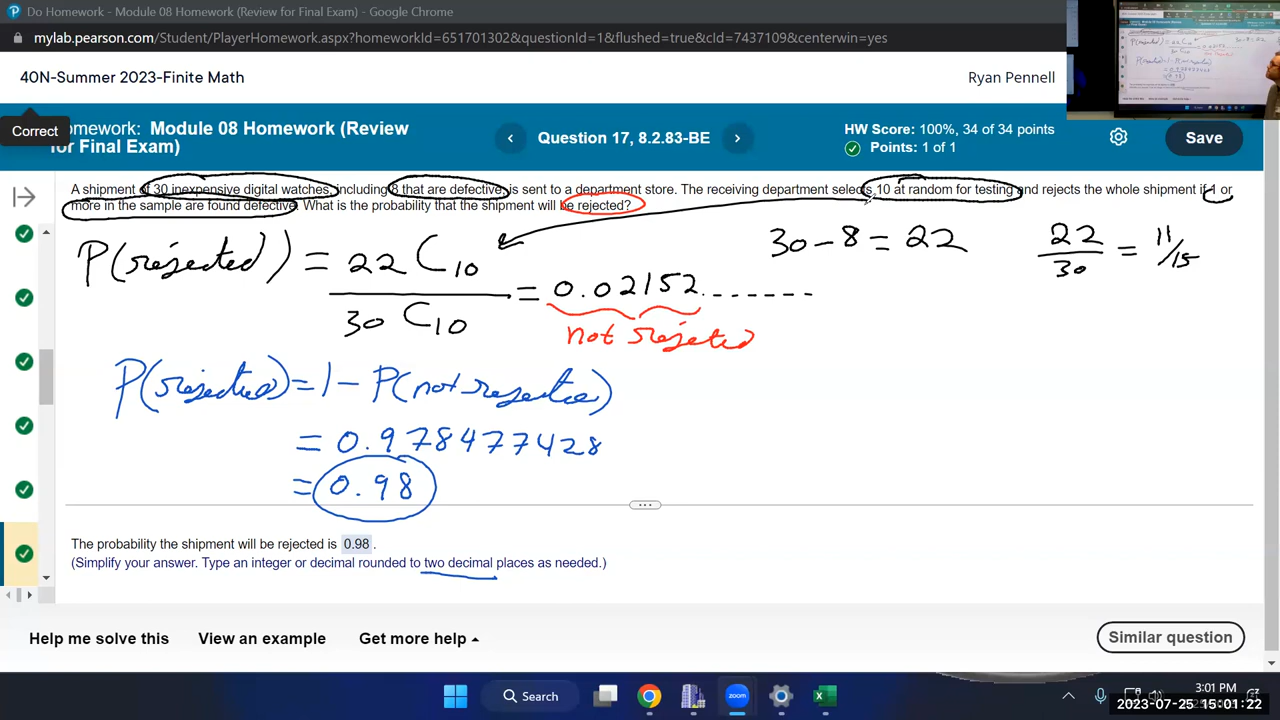 Do Homework - Module 08 Homework (Review for Final Exam) - Google Chrome
mylab.pearson.com/Student/PlayerHomework.aspx?homeworkId=
=1&flushed=true&
7437196&centerwin=yes
40N-Summer 2023-Finite Math
Ryan Pennell
Correct
omework: Module 08 Homework (Review
for Final Exam)
Question 17, 8.2.83-BE
HW Score: 100%, 34 of 34 points
Points: 1 of 1
Save
A shipment of 30 inexpensive digital watches, including 8 that are defective, is sent to a department store. The receiving department selects 10 at random for testing and rejects the whole shipment if 1 or
more in the sample are found defective. What is the probability that the shipment will be rejected?
P(rejected) = 22 C10 / 30 C10 = 0.02152.......
not rejected
30 - 8 = 22
22/30 = 11/15
P(rejected) = 1 - P(not rejected)
= 0.978477428
= 0.98
The probability the shipment will be rejected is 0.98.
(Simplify your answer. Type an integer or decimal rounded to two decimal places as needed.)
Help me solve this
View an example
Get more help
Similar question
Search
zoom
3:01 PM
2023-07-25 15:01:22